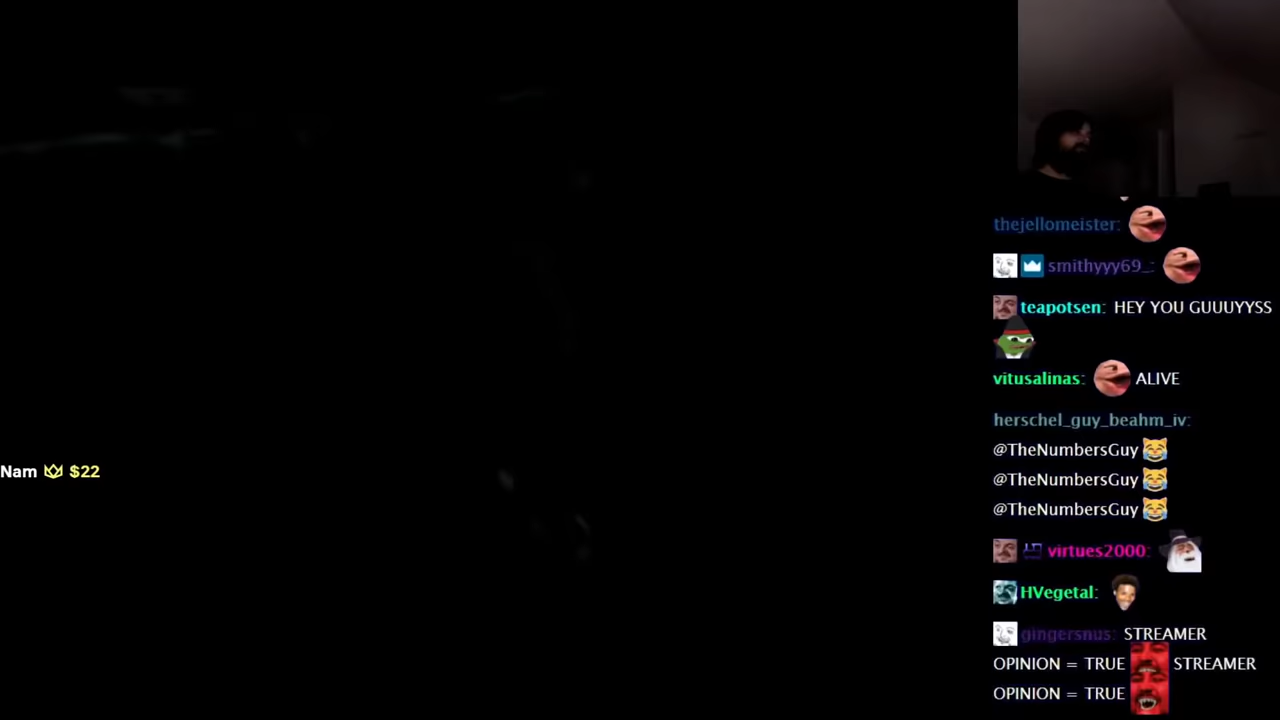 thejellomeister:
smithyyy69_:
teapotsen: HEY YOU GUUUYYSS
vitusalinas: ALIVE
herschel_guy_beahm_iv:
@TheNumbersGuy
Nam $22
@TheNumbersGuy
@TheNumbersGuy
virtues2000:
HVegetal:
gingersnus: STREAMER
OPINION = TRUE STREAMER
OPINION = TRUE